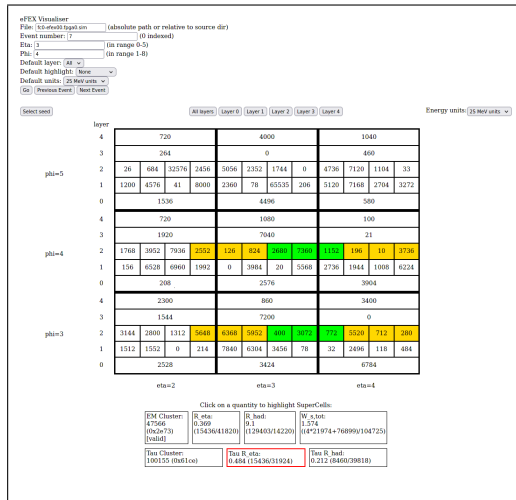 eFEX Visualiser
File: fc0-efex00.fpga0.sim (absolute path or relative to source dir)
Event number: 7 (0 indexed)
Eta: 3 (in range 0-5)
Phi: 4 (in range 1-8)
Default layer: All
Default highlight: None
Default units: 25 MeV units
Go Previous Event Next Event
Select seed All layers Layer 0 Layer 1 Layer 2 Layer 3 Layer 4 Energy units: 25 MeV units
layer
4 720 4000 1040
3 264 0 460
phi=5
2 26 684 32576 2456 5056 2352 1744 0 4736 7120 1104 33
1 1200 4576 41 8000 2360 78 65535 206 5120 7168 2704 3272
0 1536 4496 580
4 720 1080 100
3 1920 7040 21
phi=4 2 1768 3952 7936 2552 126 824 2680 7300 1152 196 10 3736
1 156 6528 6960 1992 0 3984 20 5568 2736 1944 1008 6224
0 208 2576 3904
4 2300 860 3400
3 1544 7200 0
phi=3 2 3144 2800 1312 5648 6368 5952 400 3072 772 5520 712 280
1 1512 1552 0 214 7840 6304 3456 78 32 2496 118 484
0 2528 3424 6784
eta=2 eta=3 eta=4
Click on a quantity to highlight SuperCells:
EM Cluster: R_eta: R_had: W_s,tot:
47566 0.369 9.1 1.574
(0x2e73) (15436/41820) (129403/14220) ((4*21974+76899)/104725)
[valid]
Tau Cluster: Tau R_eta: Tau R_had:
100155 (0x61ce) 0.484 (15436/31924) 0.212 (8460/39818)